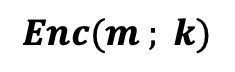 Enc(m ; k)